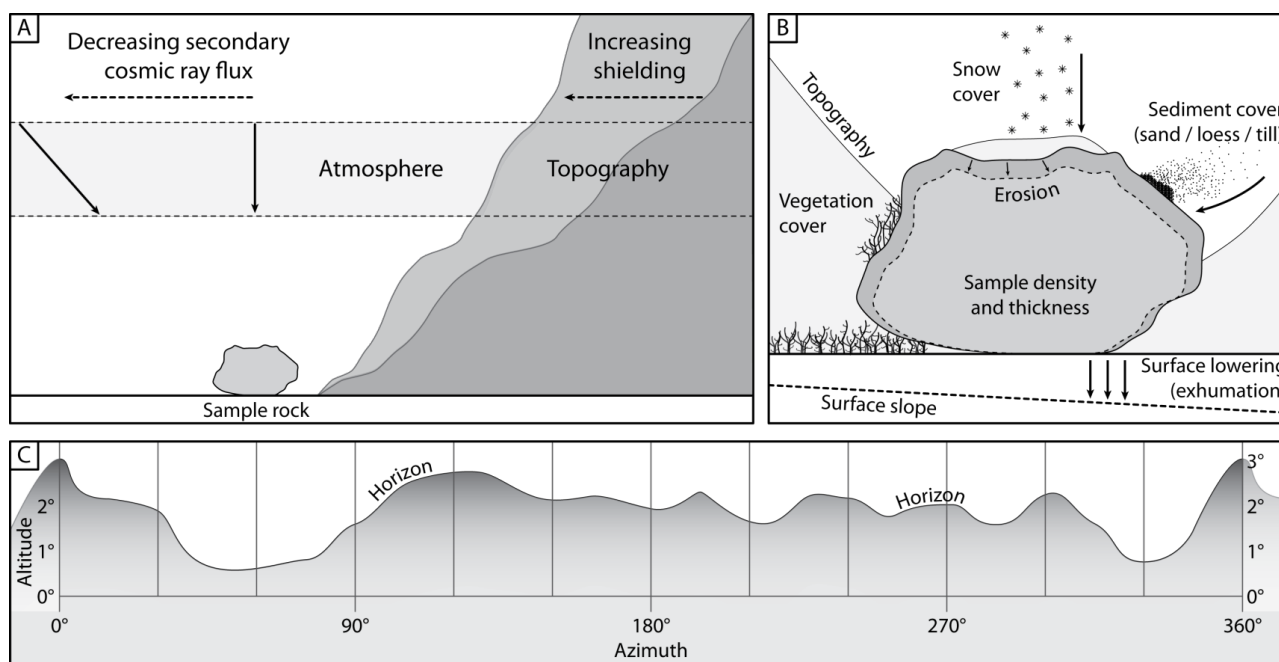 A
Decreasing secondary
cosmic ray flux
Increasing
shielding
Atmosphere
Topography
Sample rock
B
Snow
cover
Topography
Sediment cover
(sand / loess / till)
Vegetation
cover
Erosion
Sample density
and thickness
Surface lowering
(exhumation
Surface slope
C
Horizon
Horizon
Altitude
2°
1°
0°
3°
2°
1°
0°
0°
90°
180°
270°
360°
Azimuth